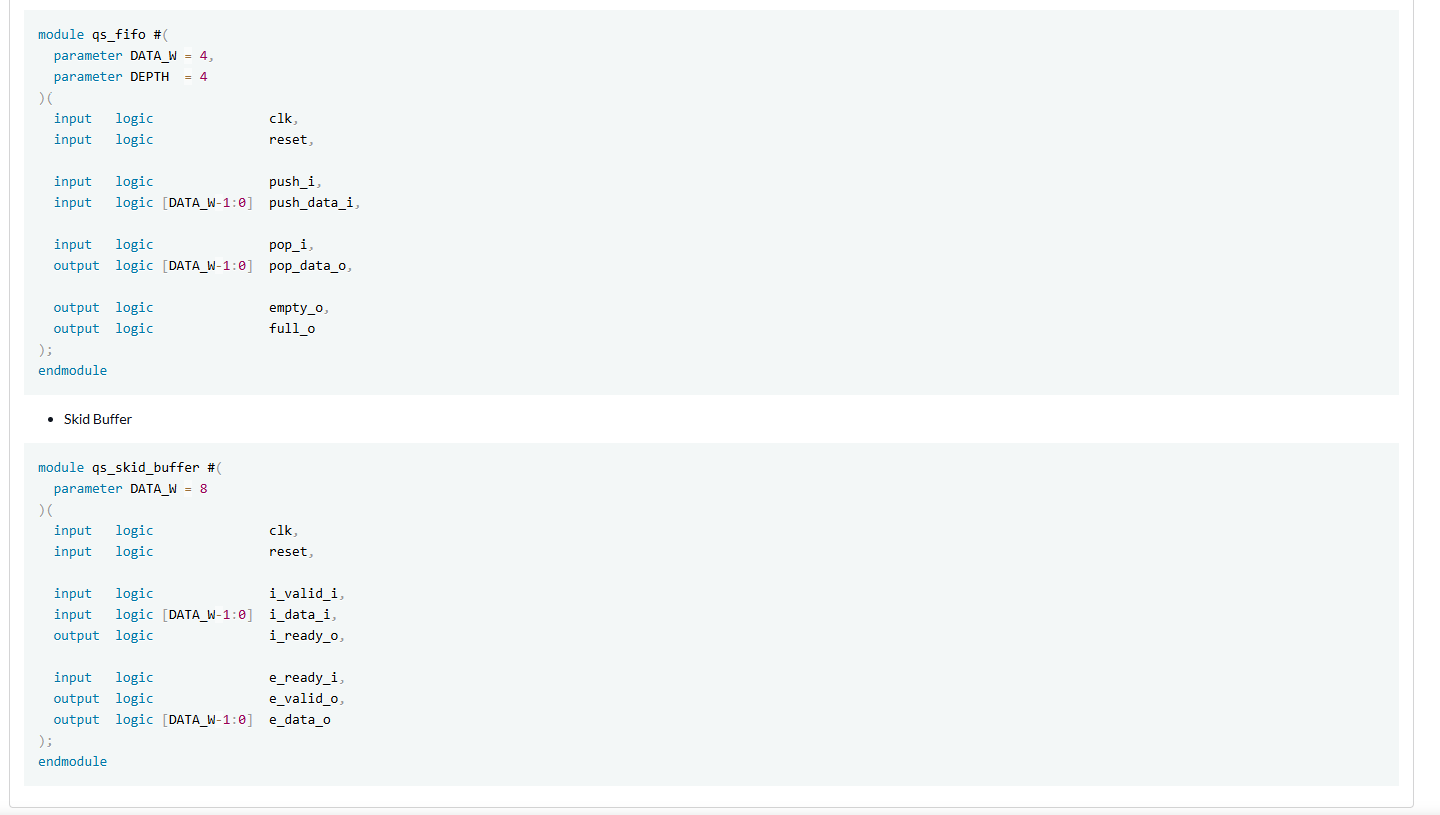 module qs_fifo #(
  parameter DATA_W = 4,
  parameter DEPTH  = 4
)(
  input   logic               clk,
  input   logic               reset,

  input   logic               push_i,
  input   logic [DATA_W-1:0]  push_data_i,

  input   logic               pop_i,
  output  logic [DATA_W-1:0]  pop_data_o,

  output  logic               empty_o,
  output  logic               full_o
);
endmodule
• Skid Buffer
module qs_skid_buffer #(
  parameter DATA_W = 8
)(
  input   logic               clk,
  input   logic               reset,

  input   logic               i_valid_i,
  input   logic [DATA_W-1:0]  i_data_i,
  output  logic               i_ready_o,

  input   logic               e_ready_i,
  output  logic               e_valid_o,
  output  logic [DATA_W-1:0]  e_data_o
);
endmodule